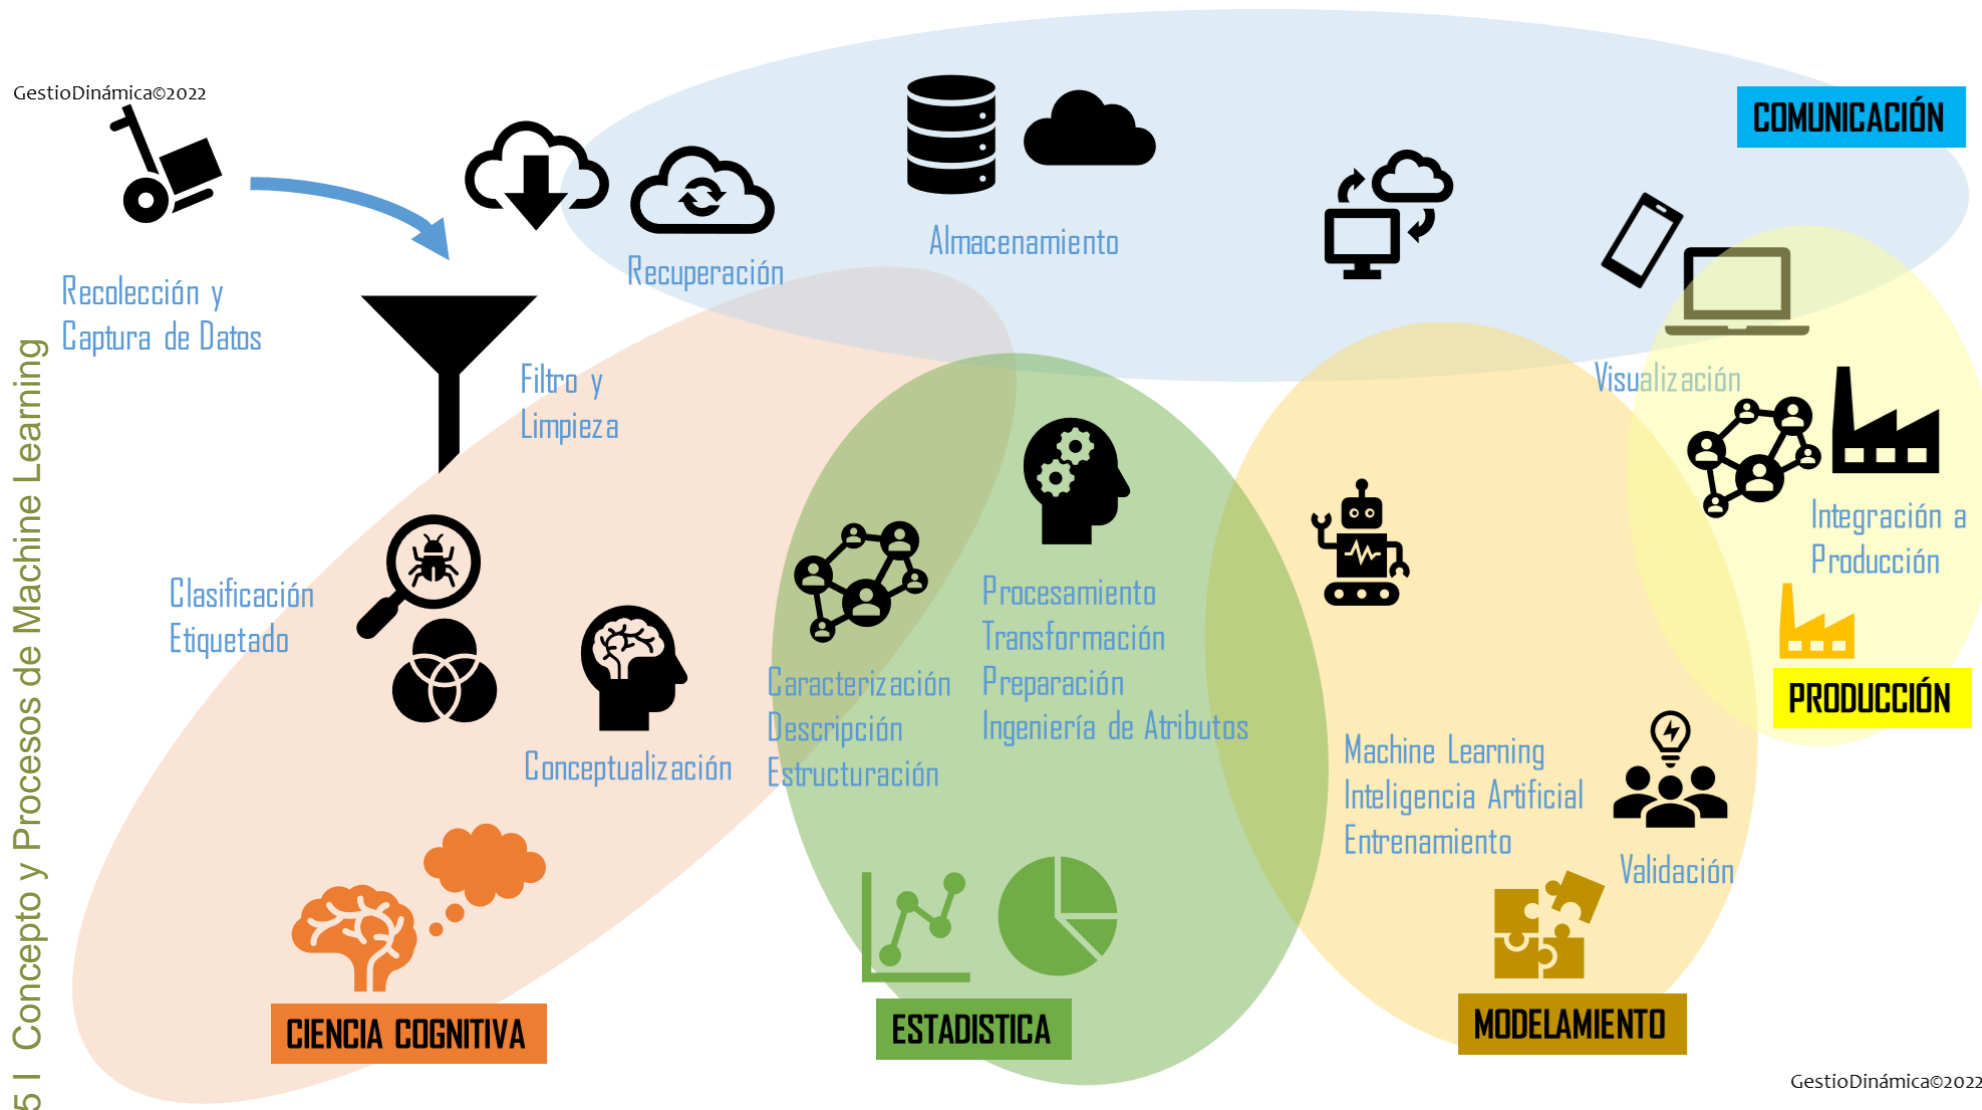 GestioDinámica©2022
COMUNICACIÓN
Recolección y
Captura de Datos
Recuperación
Almacenamiento
Filtro y
Limpieza
Visualización
Integración a
Producción
Clasificación
Etiquetado
Conceptualización
Caracterización
Descripción
Estructuración
Procesamiento
Transformación
Preparación
Ingeniería de Atributos
Machine Learning
Inteligencia Artificial
Entrenamiento
Validación
PRODUCCIÓN
CIENCIA COGNITIVA
ESTADISTICA
MODELAMIENTO
GestioDinámica©2022
5 I Concepto y Procesos de Machine Learning